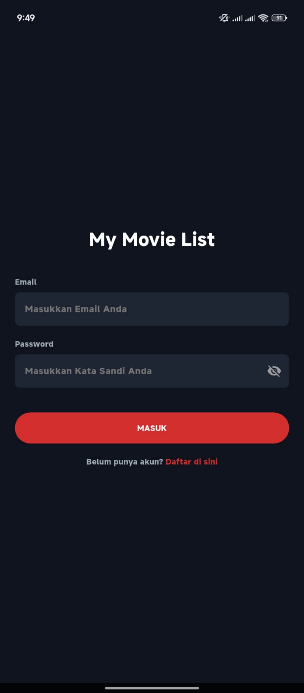 9:49
My Movie List
Email
Masukkan Email Anda
Password
Masukkan Kata Sandi Anda
MASUK
Belum punya akun? Daftar di sini